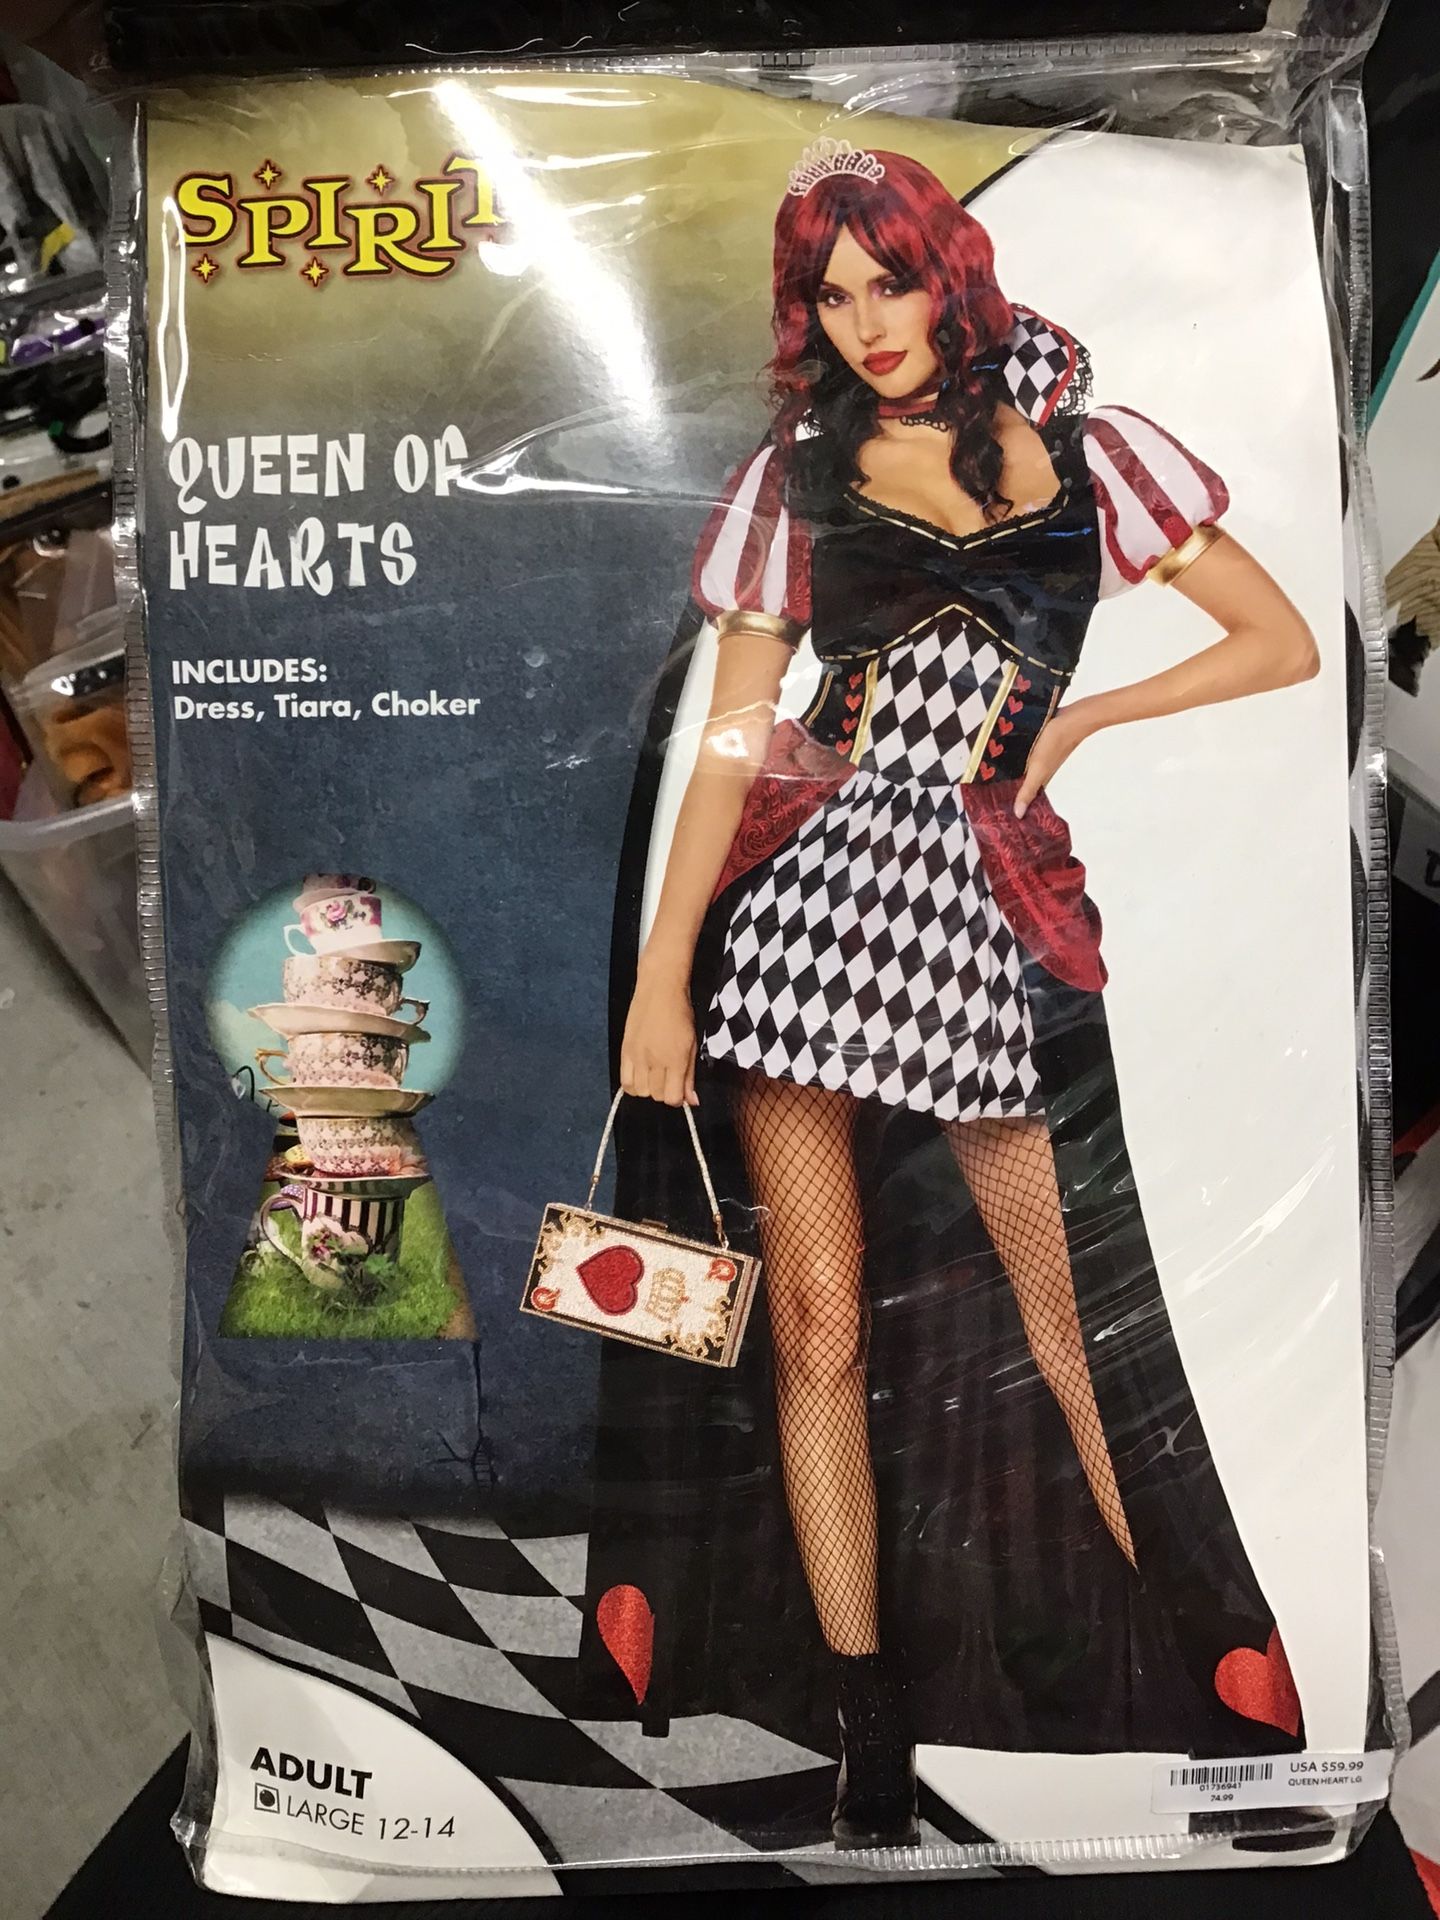 SPIRIT
QUEEN OF
HEARTS
INCLUDES:
Dress, Tiara, Choker
Q
Q
ADULT
LARGE 12-14
USA $59.99
QUEEN HEART LG
01736941
74.99